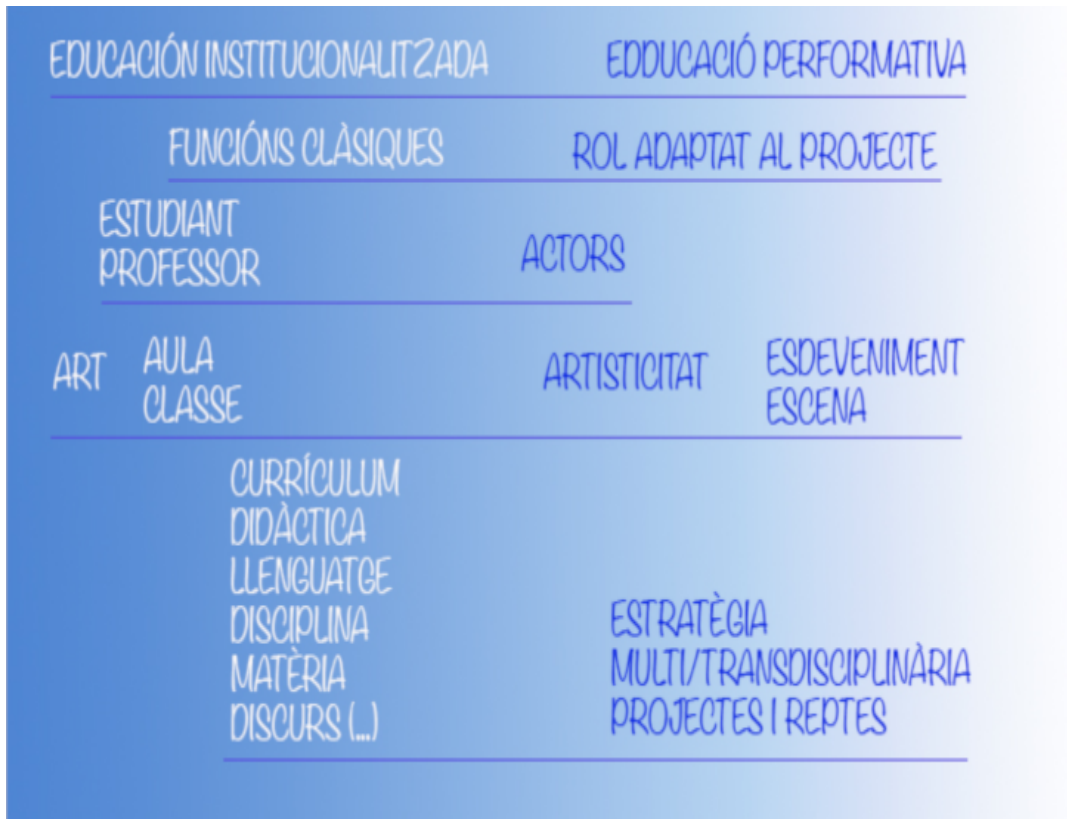 EDUCACIÓN INSTITUCIONALITZADA EDDUCACIÓ PERFORMATIVA
FUNCIÓNS CLÀSIQUES ROL ADAPTAT AL PROJECTE
ESTUDIANT
PROFESSOR
ACTORS
ART
AULA
CLASSE
ARTISTICITAT
ESDEVENIMENT
ESCENA
CURRÍCULUM
DIDÀCTICA
LLENGUATGE
DISCIPLINA
MATÈRIA
DISCURS (...)
ESTRATÈGIA
MULTI/TRANSDISCIPLINÀRIA
PROJECTES I REPTES